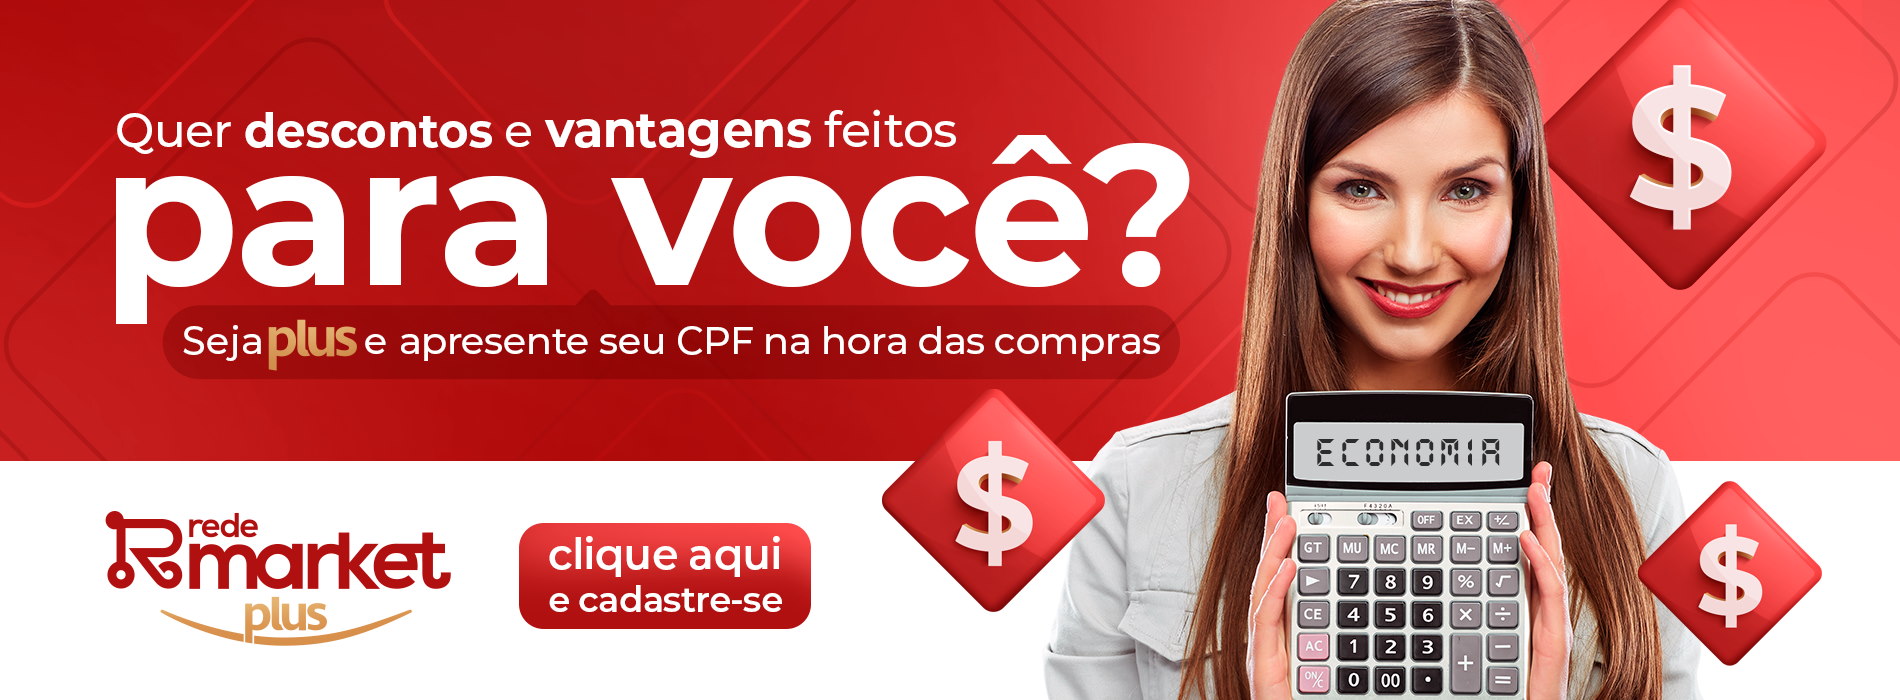 Quer descontos e vantagens feitos
para você?
Seja plus e apresente seu CPF na hora das compras
$
$
$
ECONOMIA
F4320A
OFF EX +/−
GT MU MC MR M− M+
7 8 9 % √
CE 4 5 6 × ÷
AC 1 2 3 + −
ON/C 0 00 . =
rede
market
plus
clique aqui
e cadastre-se